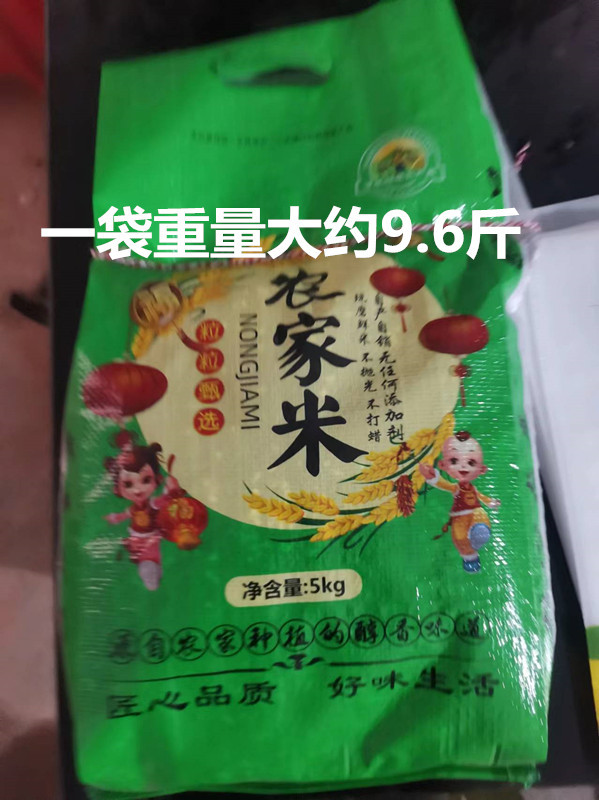 一袋重量大约9.6斤
农家米
NONGJIAMI
粒粒甄选
自产自销 无任何添加剂
现磨鲜米 不抛光 不打蜡
福
净含量:5kg
来自农家种植的醇香味道
匠心品质 好味生活